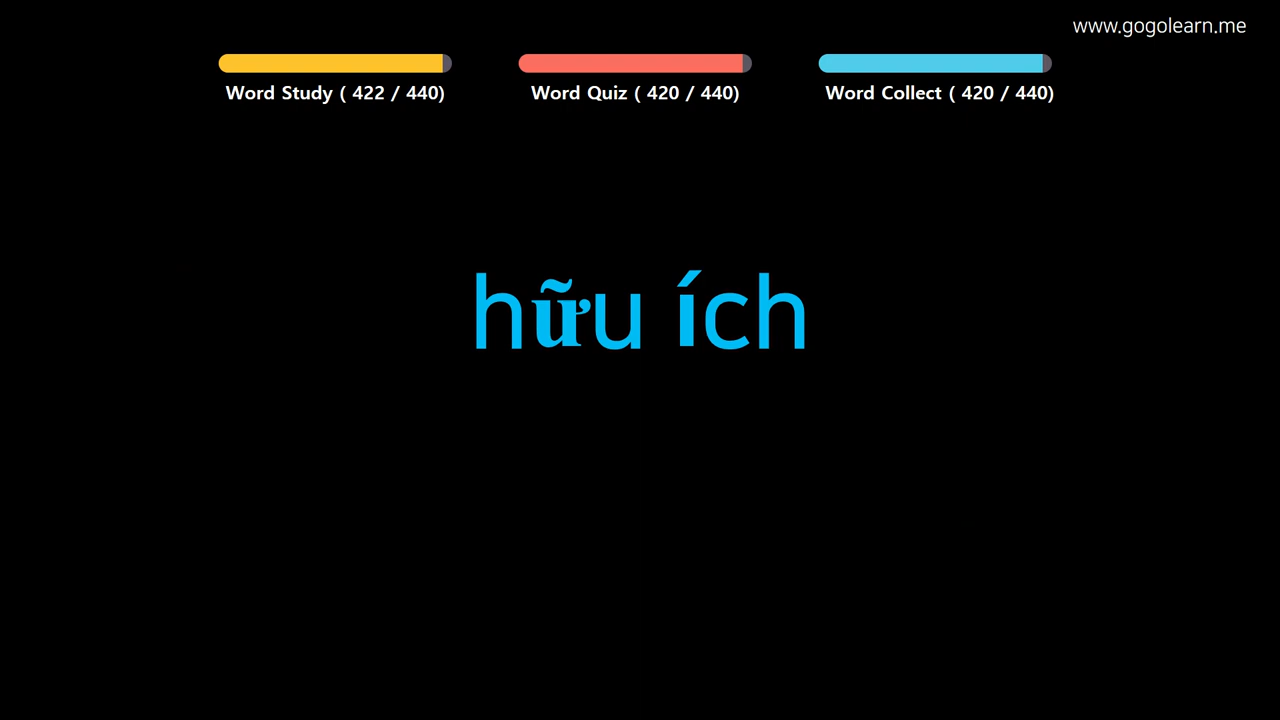 www.gogolearn.me
Word Study ( 422 / 440)
Word Quiz ( 420 / 440)
Word Collect ( 420 / 440)
hữu ích